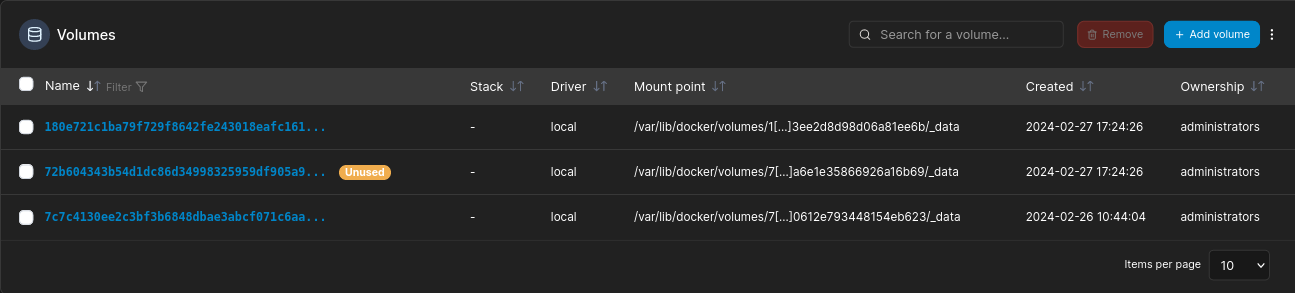 Volumes
Search for a volume...
Remove
+ Add volume
Name Filter Stack Driver Mount point Created Ownership
180e721c1ba79f729f8642fe243018eafc161... - local /var/lib/docker/volumes/1[...]3ee2d8d98d06a81ee6b/_data 2024-02-27 17:24:26 administrators
72b604343b54d1dc86d34998325959df905a9... Unused - local /var/lib/docker/volumes/7[...]a6e1e35866926a16b69/_data 2024-02-27 17:24:26 administrators
7c7c4130ee2c3bf3b6848dbae3abcf071c6aa... - local /var/lib/docker/volumes/7[...]0612e793448154eb623/_data 2024-02-26 10:44:04 administrators
Items per page 10